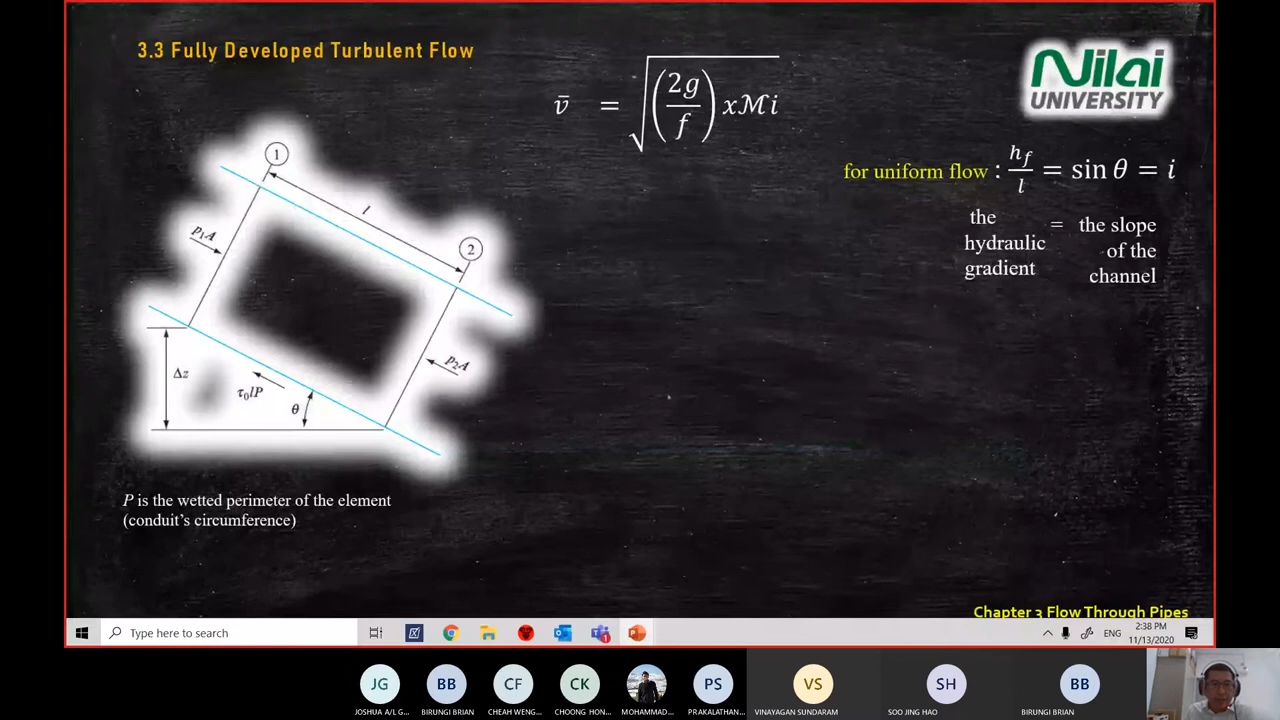 3.3 Fully Developed Turbulent Flow
Nilai
UNIVERSITY
v̄ = √((2g/f) xℳi)
for uniform flow : h_f/l = sin θ = i
the hydraulic gradient = the slope of the channel
1
l
2
p₁A
p₂A
Δz
τ₀lP
θ
P is the wetted perimeter of the element
(conduit's circumference)
Chapter 3 Flow Through Pipes
Type here to search
1
ENG
2:38 PM
11/13/2020
JG
BB
CF
CK
PS
VS
SH
BB
JOSHUA A/L G...
BIRUNGI BRIAN
CHEAH WENG...
CHOONG HON...
MOHAMMAD...
PRAKALATHAN...
VINAYAGAN SUNDARAM
SOO JING HAO
BIRUNGI BRIAN